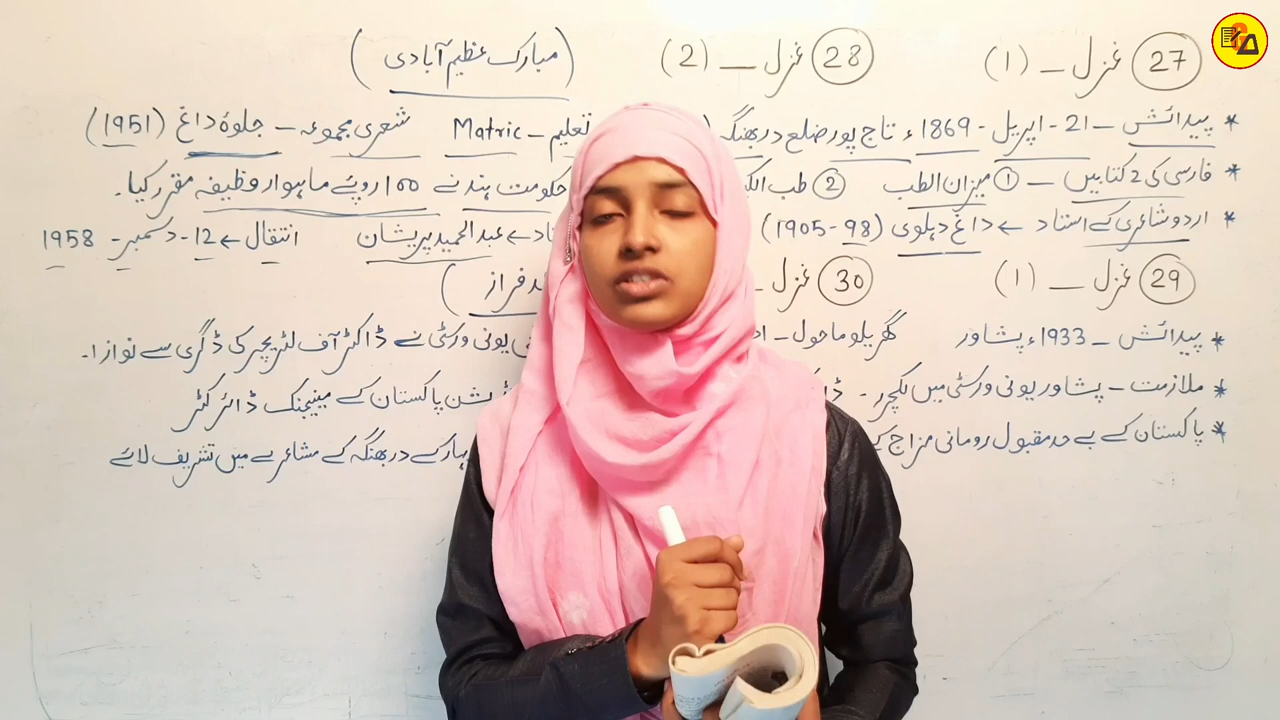 27 غزل – (1) 28 غزل – (2) (مبارک عظیم آبادی)
* پیدائش – 21 - اپریل - 1869ء تاج پور ضلع دربھنگہ تعلیم – Matric شعری مجموعہ – جلوۂ داغ (1951)
* فارسی کی 2 کتابیں – ① میزان الطب ② طب حکومت ہند نے 100 روپئے ماہوار وظیفہ مقرر کیا۔
* اردو شاعری کے استاد ← داغ دہلوی (1905-98) ← عبدالحمید پریشان انتقال ← 12 - دسمبر - 1958
29 غزل – (1) 30 غزل – فراز)
* پیدائش – 1933ء پشاور گھریلو ماحول – یونی ورسٹی نے ڈاکٹر آف لٹریچر کی ڈگری سے نوازا۔
* ملازمت – پشاور یونی ورسٹی میں لکچرر - پاکستان کے مینیجنگ ڈائرکٹر
* پاکستان کے بے حد مقبول رومانی مزاج کے دربھنگہ کے مشاعرے میں تشریف لائے